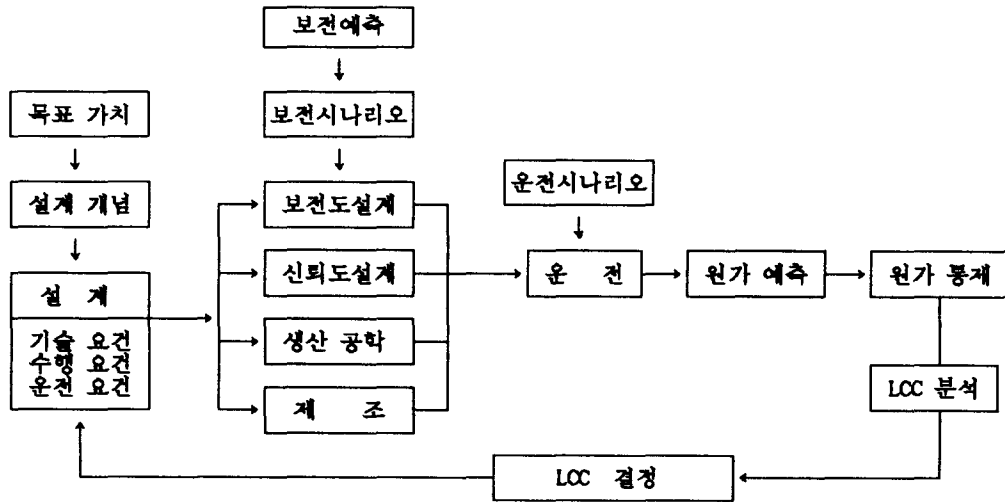 보전예측
목표 가치
보전시나리오
설계 개념
보전도설계
운전시나리오
설 계
기술 요건
수행 요건
운전 요건
신뢰도설계
운 전
원가 예측
원가 통제
생산 공학
제 조
LCC 분석
LCC 결정